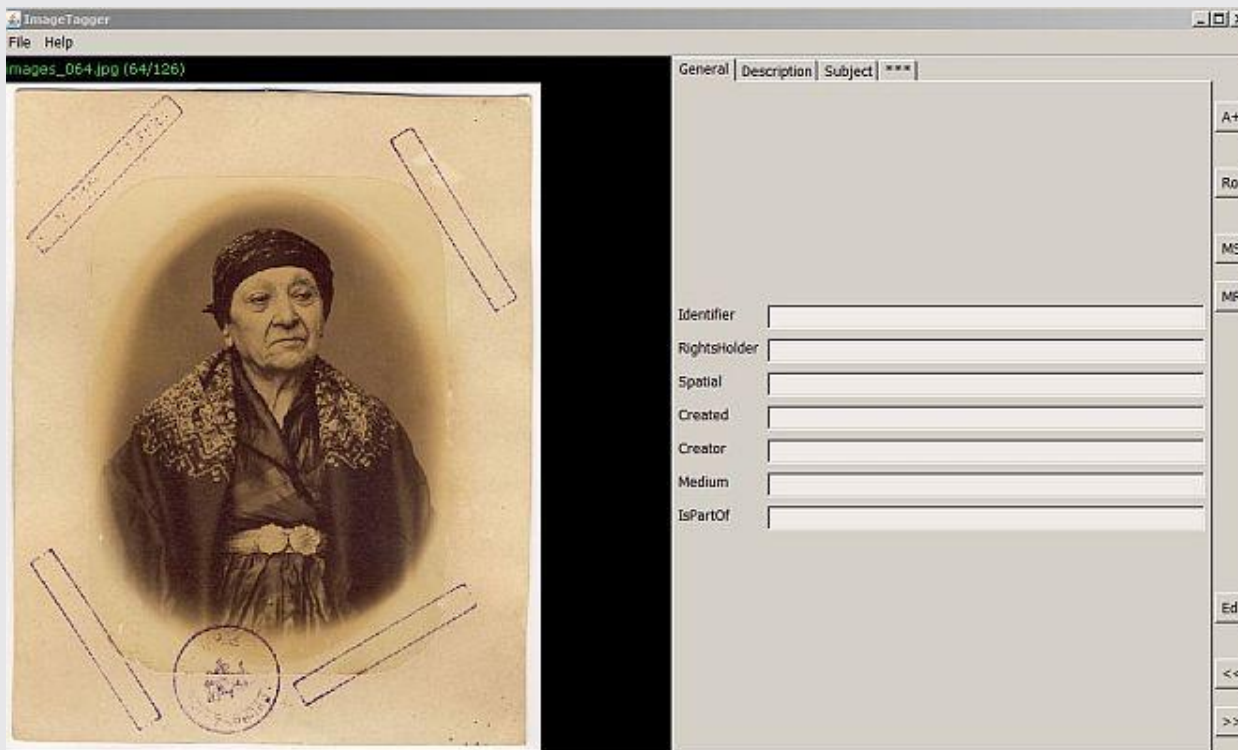 ImageTagger
File Help
mages_064.jpg (64/126)
General Description Subject ***
A+
Ro
MS
MR
Identifier
RightsHolder
Spatial
Created
Creator
Medium
IsPartOf
Ed
<<
>>